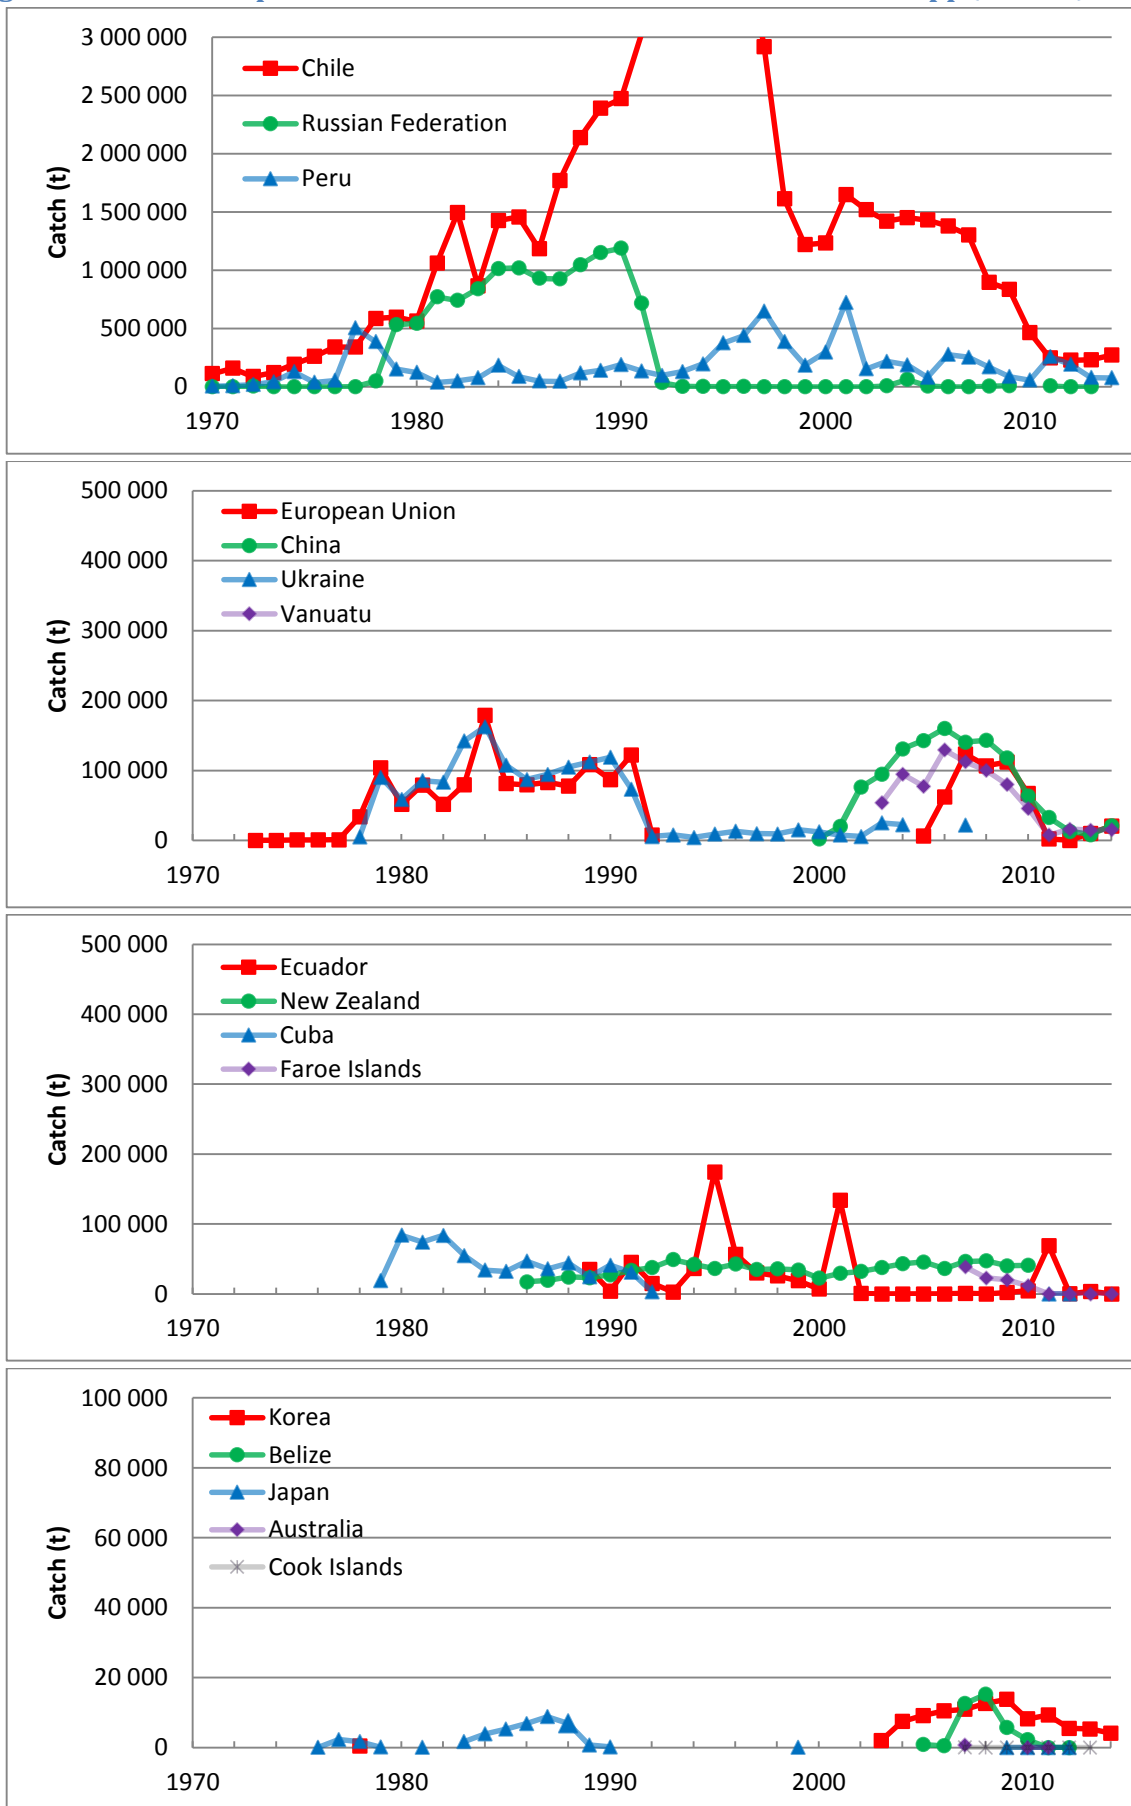 3 000 000
2 500 000
2 000 000
1 500 000
1 000 000
500 000
0
Catch (t)
Chile
Russian Federation
Peru
1970 1980 1990 2000 2010
500 000
400 000
300 000
200 000
100 000
0
Catch (t)
European Union
China
Ukraine
Vanuatu
1970 1980 1990 2000 2010
500 000
400 000
300 000
200 000
100 000
0
Catch (t)
Ecuador
New Zealand
Cuba
Faroe Islands
1970 1980 1990 2000 2010
100 000
80 000
60 000
40 000
20 000
0
Catch (t)
Korea
Belize
Japan
Australia
Cook Islands
1970 1980 1990 2000 2010